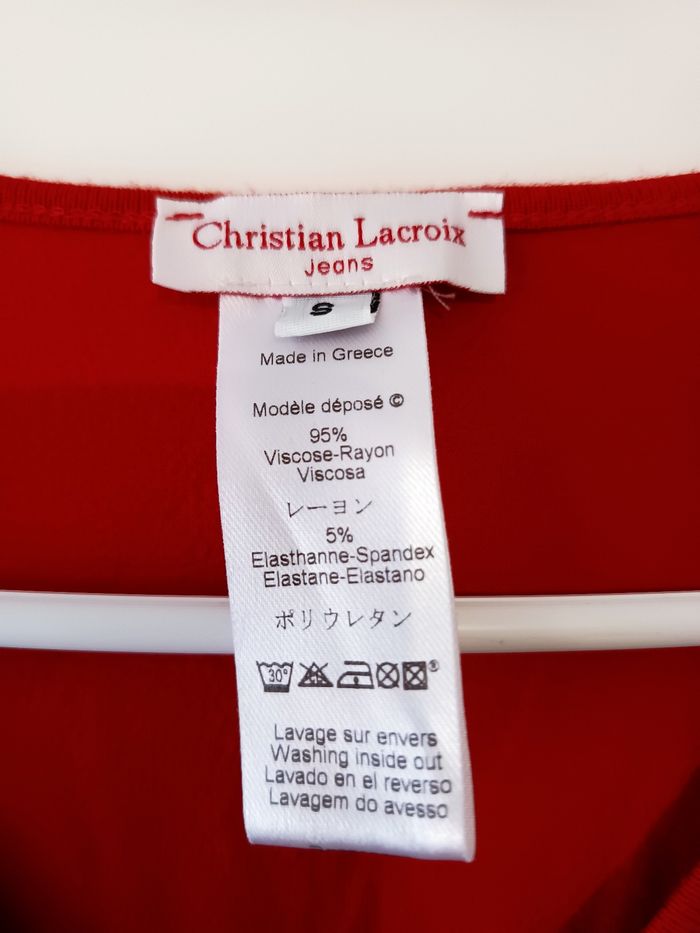 Christian Lacroix
Jeans
S
Made in Greece
Modèle déposé ©
95%
Viscose-Rayon
Viscosa
レーヨン
5%
Elasthanne-Spandex
Elastane-Elastano
ポリウレタン
30°
Lavage sur envers
Washing inside out
Lavado en el reverso
Lavagem do avesso